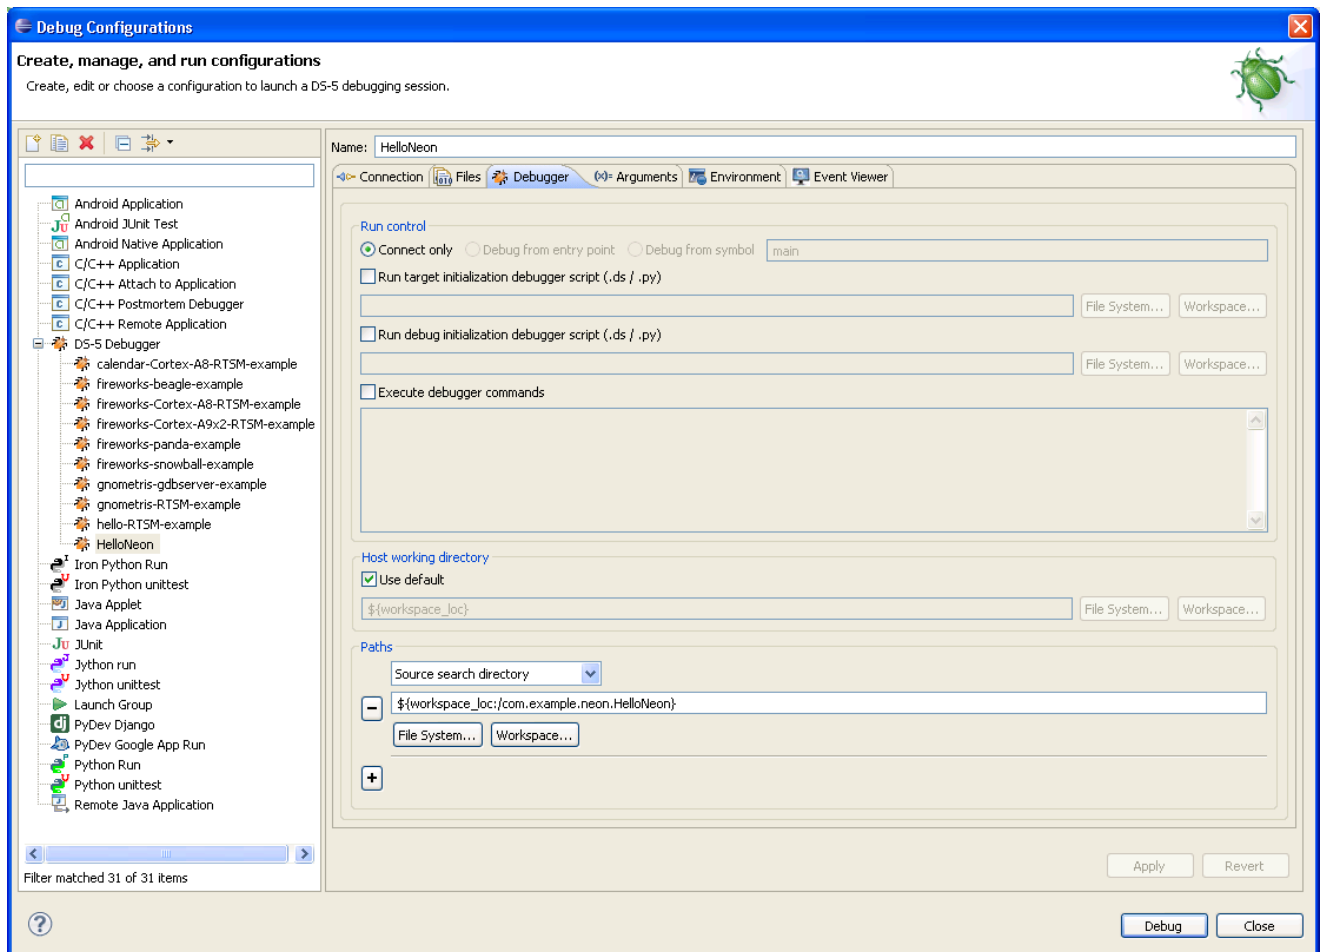 Debug Configurations
Create, manage, and run configurations
Create, edit or choose a configuration to launch a DS-5 debugging session.
Name: HelloNeon
Connection Files Debugger (x)= Arguments Environment Event Viewer
Android Application
Android JUnit Test
Android Native Application
C/C++ Application
C/C++ Attach to Application
C/C++ Postmortem Debugger
C/C++ Remote Application
DS-5 Debugger
calendar-Cortex-A8-RTSM-example
fireworks-beagle-example
fireworks-Cortex-A8-RTSM-example
fireworks-Cortex-A9x2-RTSM-example
fireworks-panda-example
fireworks-snowball-example
gnometris-gdbserver-example
gnometris-RTSM-example
hello-RTSM-example
HelloNeon
Iron Python Run
Iron Python unittest
Java Applet
Java Application
JUnit
Jython run
Jython unittest
Launch Group
PyDev Django
PyDev Google App Run
Python Run
Python unittest
Remote Java Application
Filter matched 31 of 31 items
Run control
Connect only Debug from entry point Debug from symbol main
Run target initialization debugger script (.ds / .py)
File System... Workspace...
Run debug initialization debugger script (.ds / .py)
File System... Workspace...
Execute debugger commands
Host working directory
Use default
${workspace_loc} File System... Workspace...
Paths
Source search directory
${workspace_loc:/com.example.neon.HelloNeon}
File System... Workspace...
Apply Revert
Debug Close